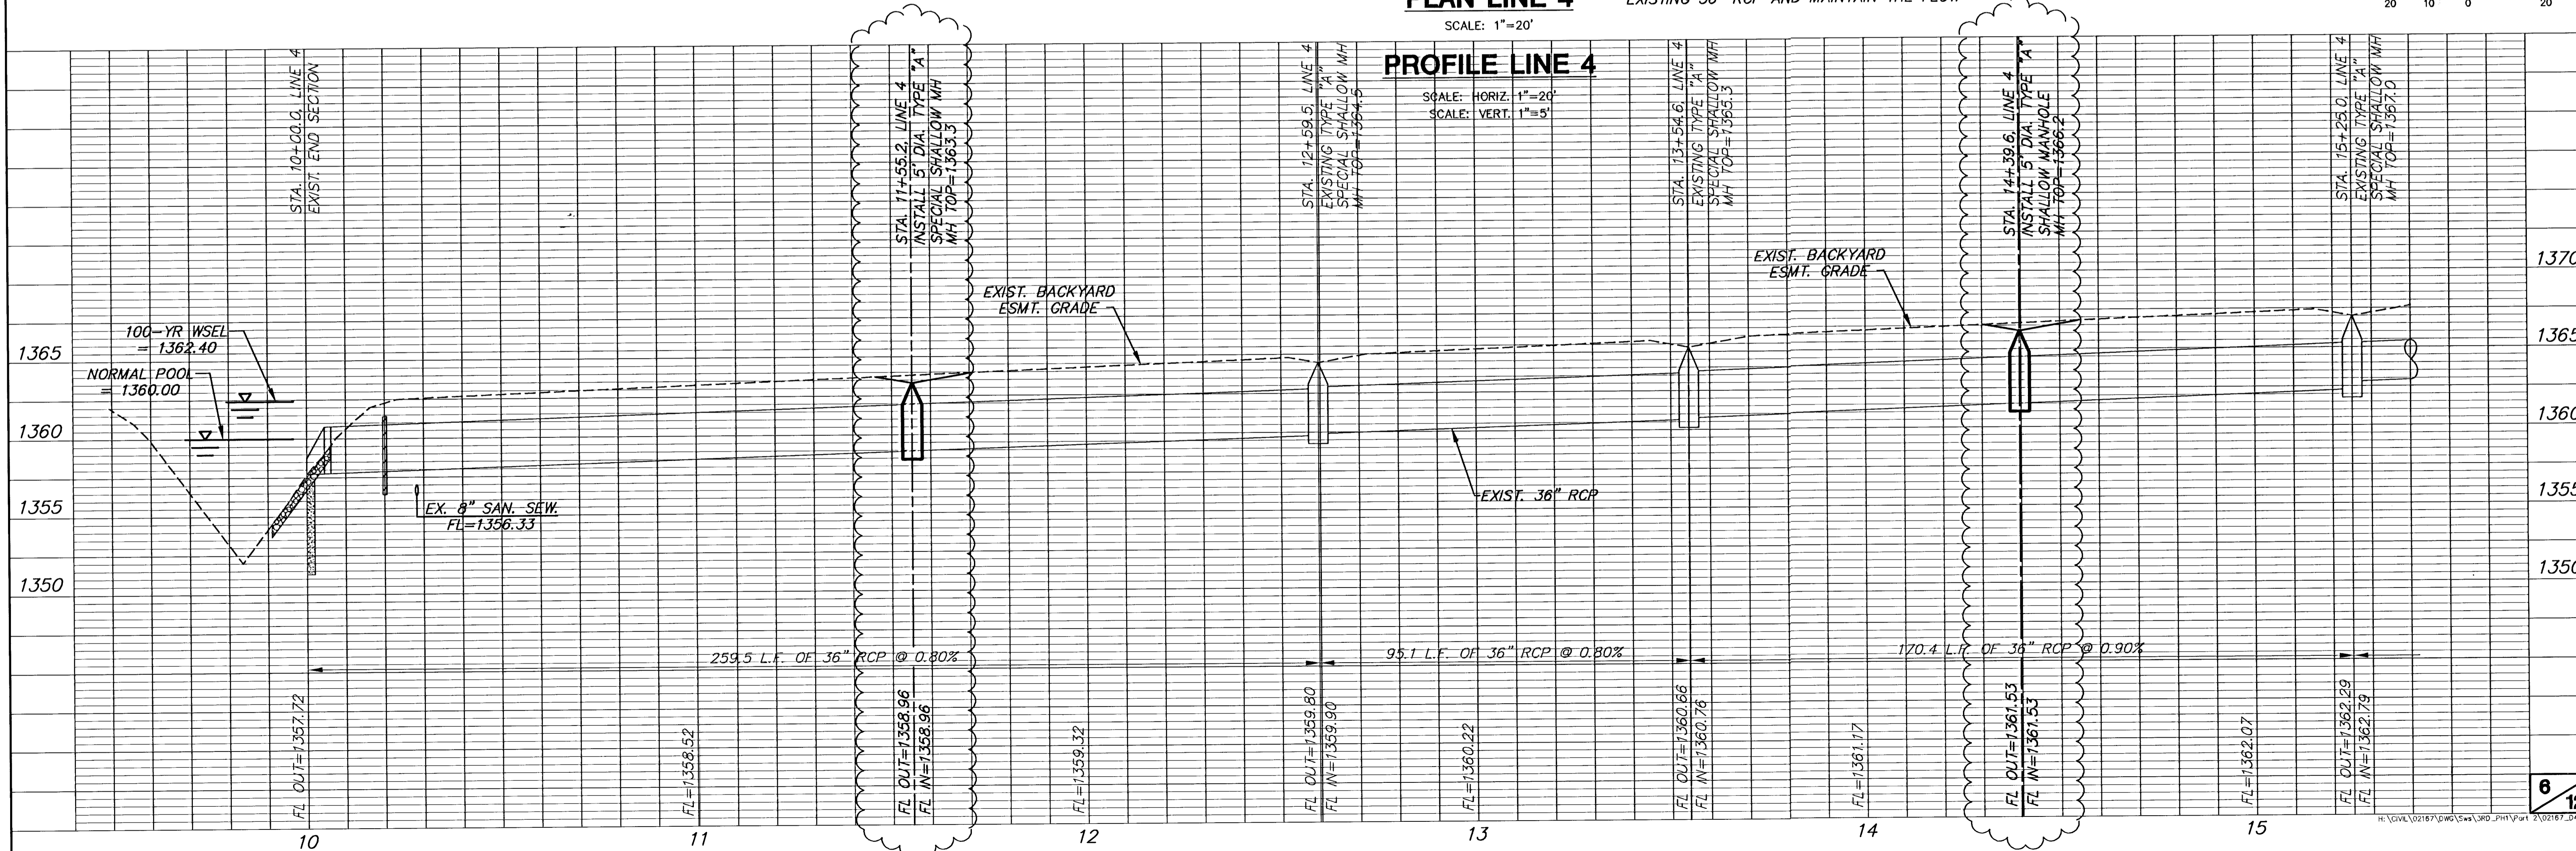 PLAN LINE 4
SCALE: 1"=20'
EXISTING 36" RCP AND MAINTAIN THE FLOW
20 10 0 20
PROFILE LINE 4
SCALE: HORIZ. 1"=20'
SCALE: VERT. 1"=5'
STA. 10+00.0, LINE 4
EXIST. END SECTION
STA. 11+55.2, LINE 4
INSTALL 5' DIA. TYPE "A"
SPECIAL SHALLOW MH
MH TOP=1363.3
STA. 12+59.5, LINE 4
EXISTING TYPE "A"
SPECIAL SHALLOW MH
MH TOP=1364.5
STA. 13+54.6, LINE 4
EXISTING TYPE "A"
SPECIAL SHALLOW MH
MH TOP=1365.3
STA. 14+39.6, LINE 4
INSTALL 5' DIA. TYPE "A"
SHALLOW MANHOLE
MH TOP=1366.2
STA. 15+25.0, LINE 4
EXISTING TYPE "A"
SPECIAL SHALLOW MH
MH TOP=1367.0
1370
1365
1360
1355
1350
100-YR WSEL
= 1362.40
NORMAL POOL
= 1360.00
EXIST. BACKYARD
ESMT. GRADE
EXIST. BACKYARD
ESMT. GRADE
1365
1360
1355
1350
EX. 8" SAN. SEW.
FL=1356.33
EXIST. 36" RCP
259.5 L.F. OF 36" RCP @ 0.80%
95.1 L.F. OF 36" RCP @ 0.80%
170.4 L.F. OF 36" RCP @ 0.90%
FL OUT=1357.72
FL=1358.52
FL OUT=1358.96
FL IN=1358.96
FL=1359.32
FL OUT=1359.80
FL IN=1359.90
FL=1360.22
FL OUT=1360.66
FL IN=1360.76
FL=1361.17
FL OUT=1361.53
FL IN=1361.53
FL=1362.07
FL OUT=1362.29
FL IN=1362.79
10 11 12 13 14 15
6
12